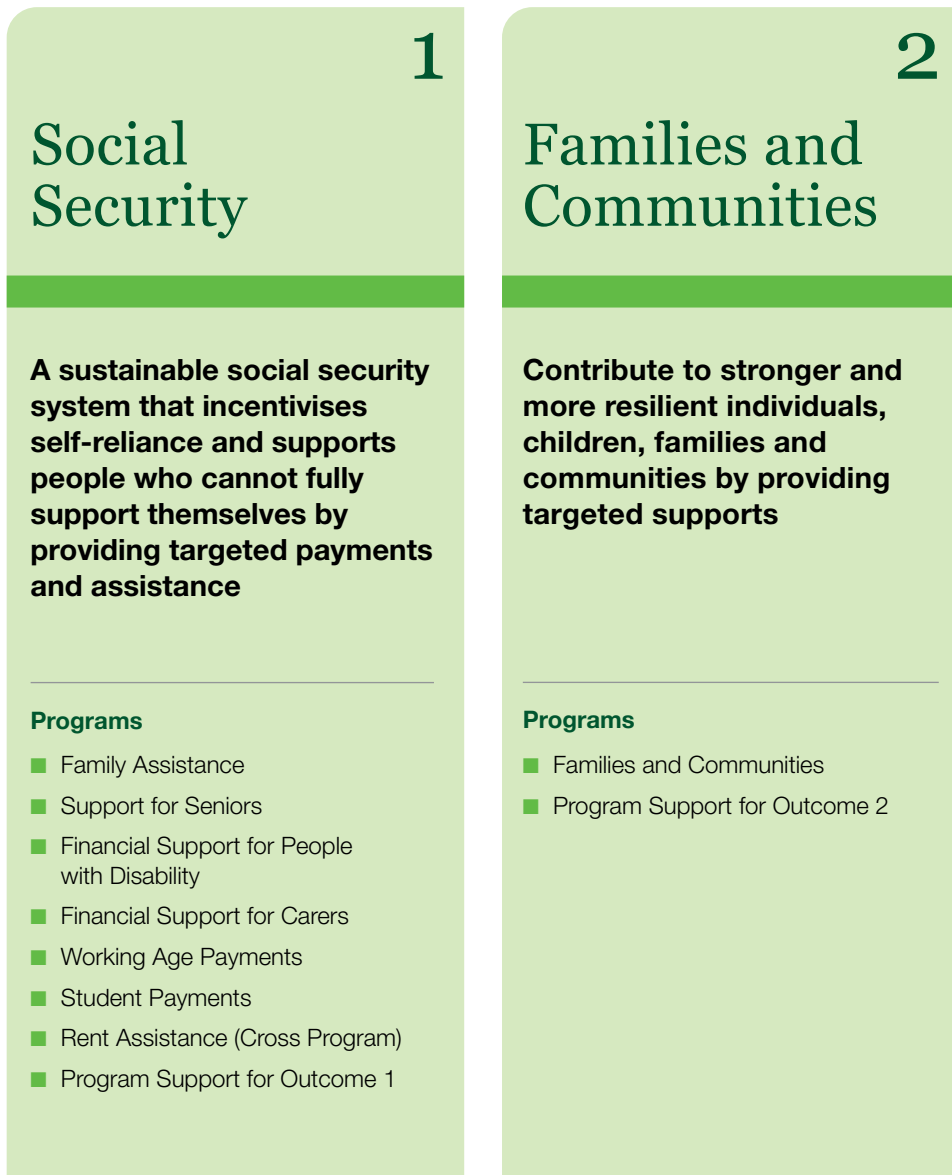 1
Social
Security
A sustainable social security
system that incentivises
self-reliance and supports
people who cannot fully
support themselves by
providing targeted payments
and assistance
Programs
■ Family Assistance
■ Support for Seniors
■ Financial Support for People
with Disability
■ Financial Support for Carers
■ Working Age Payments
■ Student Payments
■ Rent Assistance (Cross Program)
■ Program Support for Outcome 1
2
Families and
Communities
Contribute to stronger and
more resilient individuals,
children, families and
communities by providing
targeted supports
Programs
■ Families and Communities
■ Program Support for Outcome 2